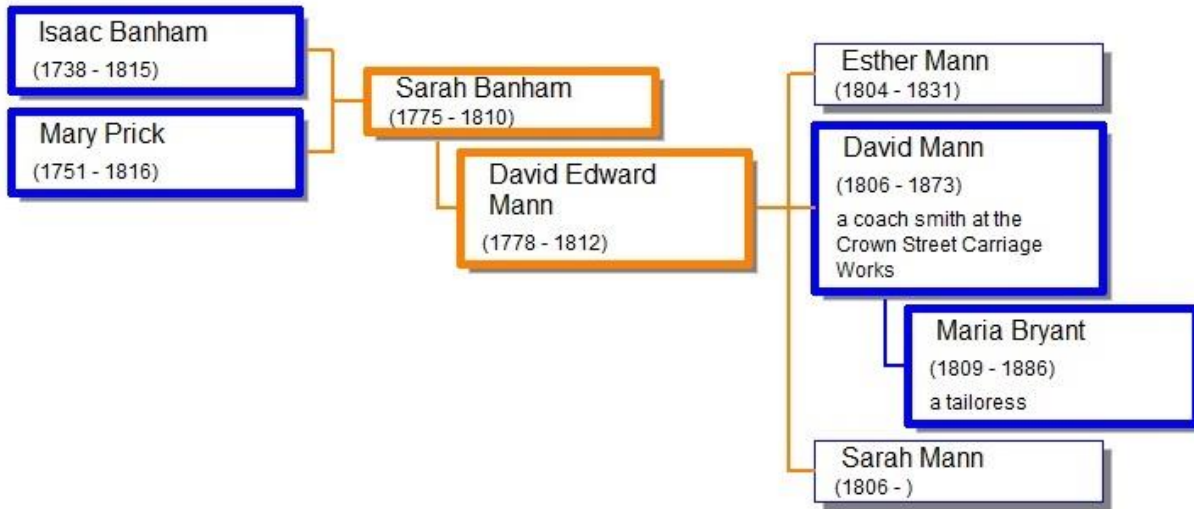 Isaac Banham
(1738 - 1815)
Mary Prick
(1751 - 1816)
Sarah Banham
(1775 - 1810)
David Edward
Mann
(1778 - 1812)
Esther Mann
(1804 - 1831)
David Mann
(1806 - 1873)
a coach smith at the
Crown Street Carriage
Works
Maria Bryant
(1809 - 1886)
a tailoress
Sarah Mann
(1806 - )